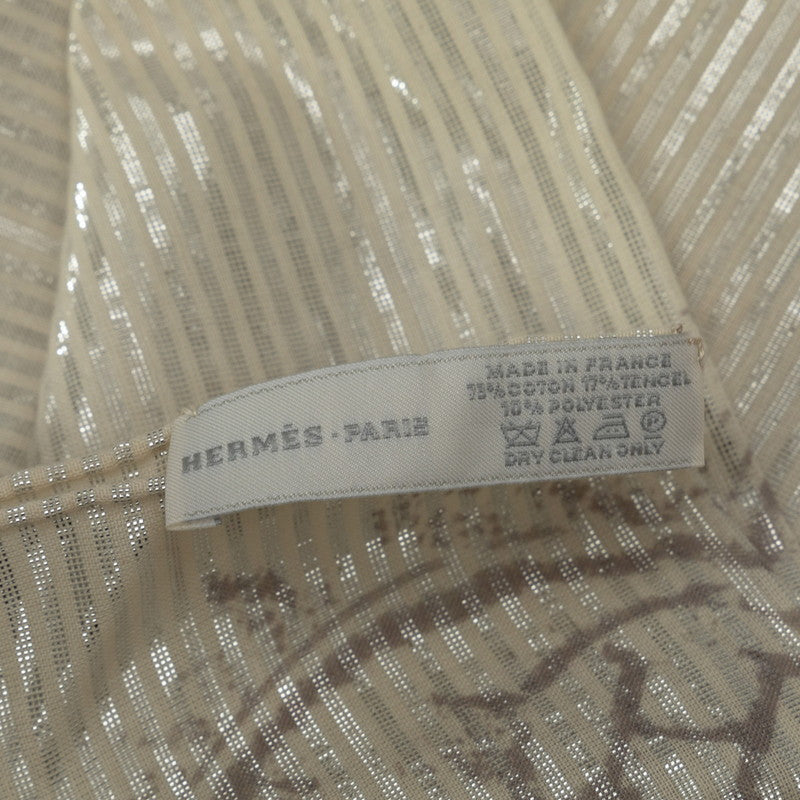 HERMÈS - PARIS
MADE IN FRANCE
73% COTON 17% TENCEL
10% POLYESTER
DRY CLEAN ONLY
H